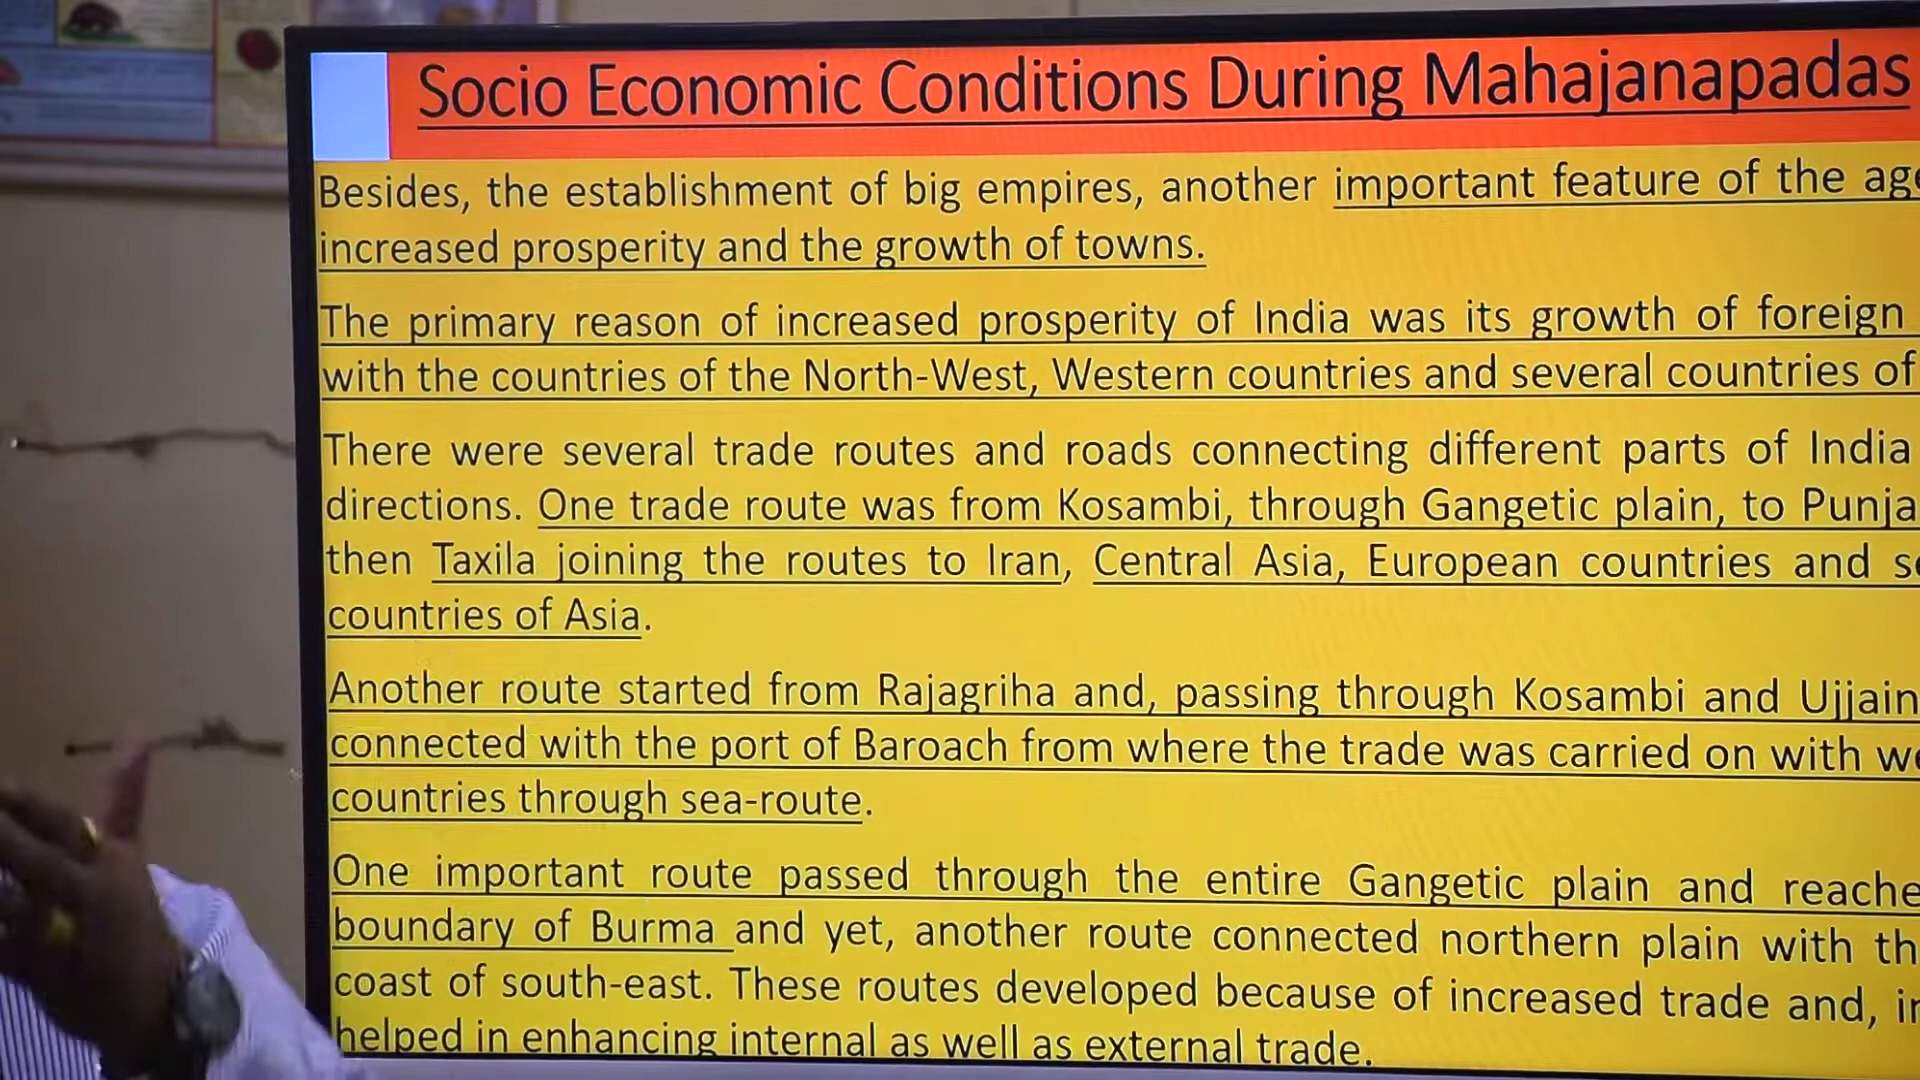 Socio Economic Conditions During Mahajanapadas
Besides, the establishment of big empires, another important feature of the
increased prosperity and the growth of towns.
The primary reason of increased prosperity of India was its growth of foreign
with the countries of the North-West, Western countries and several countries of
There were several trade routes and roads connecting different parts of India
directions. One trade route was from Kosambi, through Gangetic plain, to
then Taxila joining the routes to Iran, Central Asia, European countries and
countries of Asia.
Another route started from Rajagriha and, passing through Kosambi and Ujjain
connected with the port of Baroach from where the trade was carried on with
countries through sea-route.
One important route passed through the entire Gangetic plain and
boundary of Burma and yet, another route connected northern plain with
coast of south-east. These routes developed because of increased trade and,
helped in enhancing internal as well as external trade.